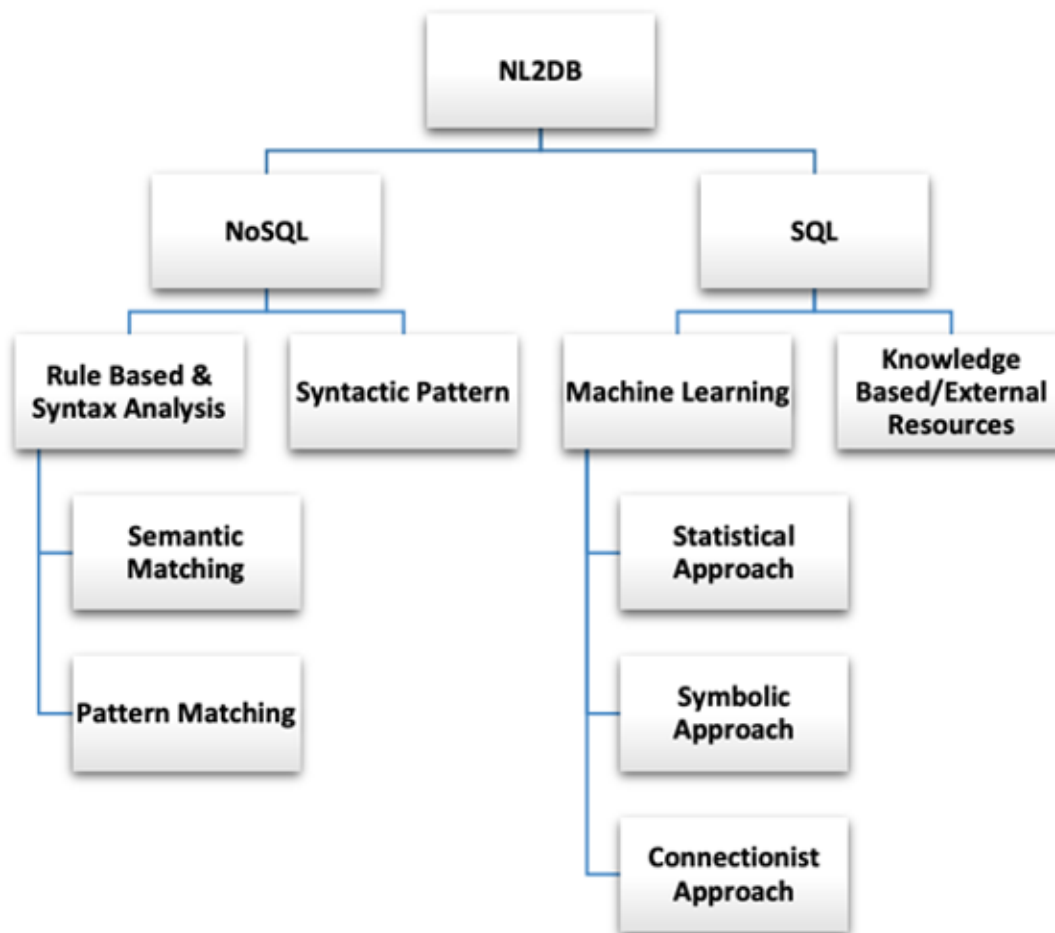 NL2DB
NoSQL
SQL
Rule Based &
Syntax Analysis
Syntactic Pattern
Machine Learning
Knowledge
Based/External
Resources
Semantic
Matching
Statistical
Approach
Pattern Matching
Symbolic
Approach
Connectionist
Approach